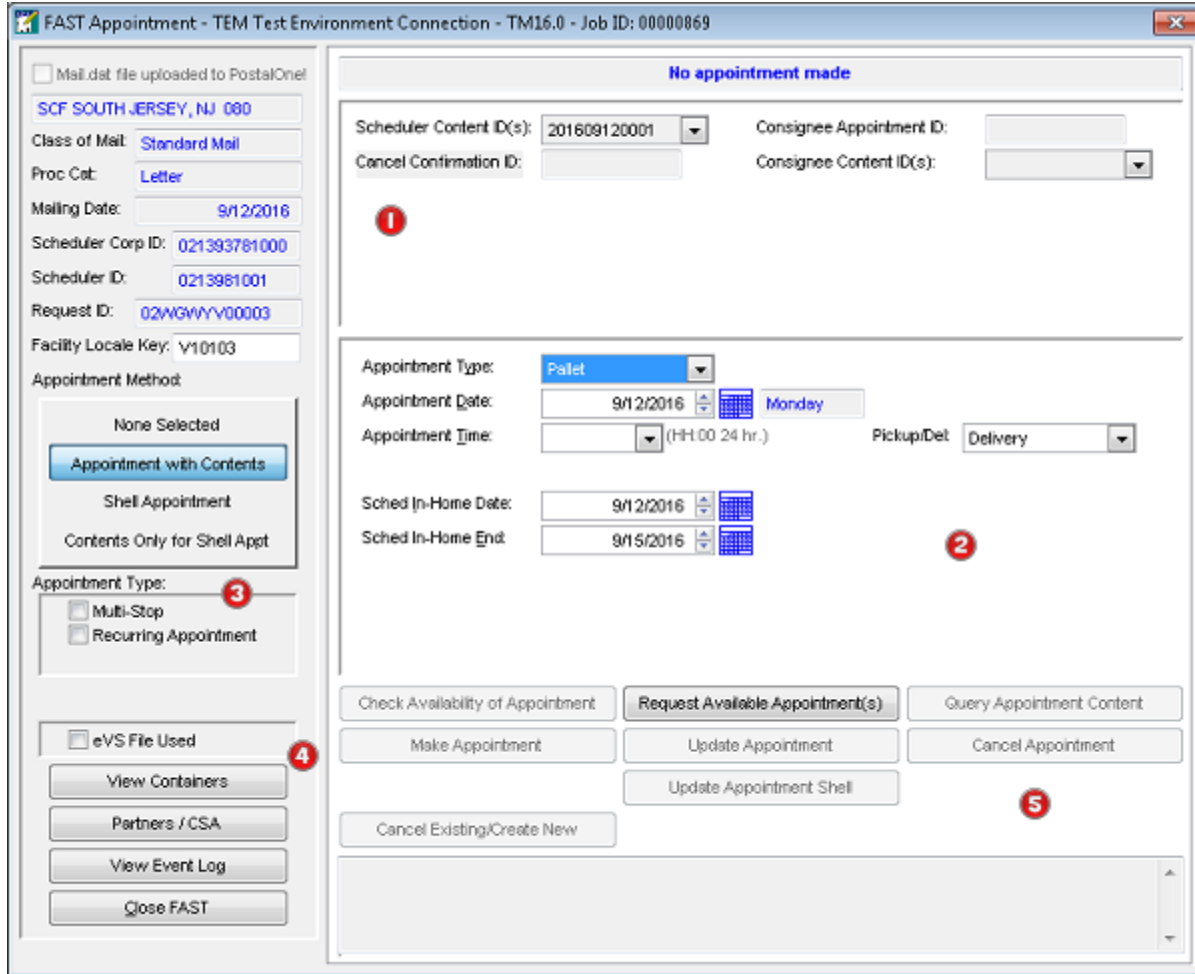 FAST Appointment - TEM Test Environment Connection - TM16.0 - Job ID: 00000869
Mail.dat file uploaded to PostalOne!
SCF SOUTH JERSEY, NJ 080
Class of Mail: Standard Mail
Proc Cat: Letter
Mailing Date: 9/12/2016
Scheduler Corp ID: 021393781000
Scheduler ID: 0213981001
Request ID: 02WGWYV00003
Facility Locale Key: V10103
Appointment Method:
None Selected
Appointment with Contents
Shell Appointment
Contents Only for Shell Appt
Appointment Type:
3
Multi-Stop
Recurring Appointment
eVS File Used
4
View Containers
Partners / CSA
View Event Log
Close FAST
No appointment made
Scheduler Content ID(s): 201609120001 Consignee Appointment ID:
Cancel Confirmation ID: Consignee Content ID(s):
1
Appointment Type: Pallet
Appointment Date: 9/12/2016 Monday
Appointment Time: (HH:00 24 hr.) Pickup/Del: Delivery
Sched In-Home Date: 9/12/2016
Sched In-Home End: 9/15/2016
2
Check Availability of Appointment Request Available Appointment(s) Query Appointment Content
Make Appointment Update Appointment Cancel Appointment
Update Appointment Shell
5
Cancel Existing/Create New